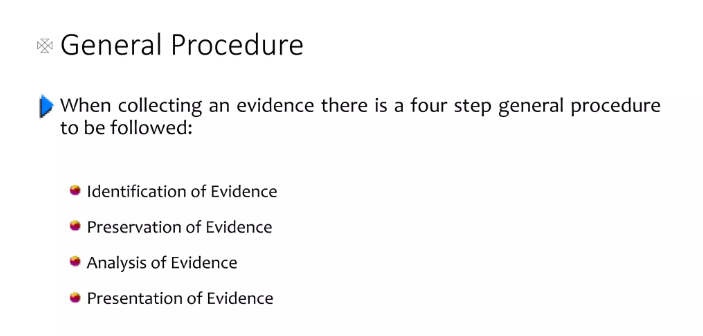 General Procedure
When collecting an evidence there is a four step general procedure
to be followed:
Identification of Evidence
Preservation of Evidence
Analysis of Evidence
Presentation of Evidence